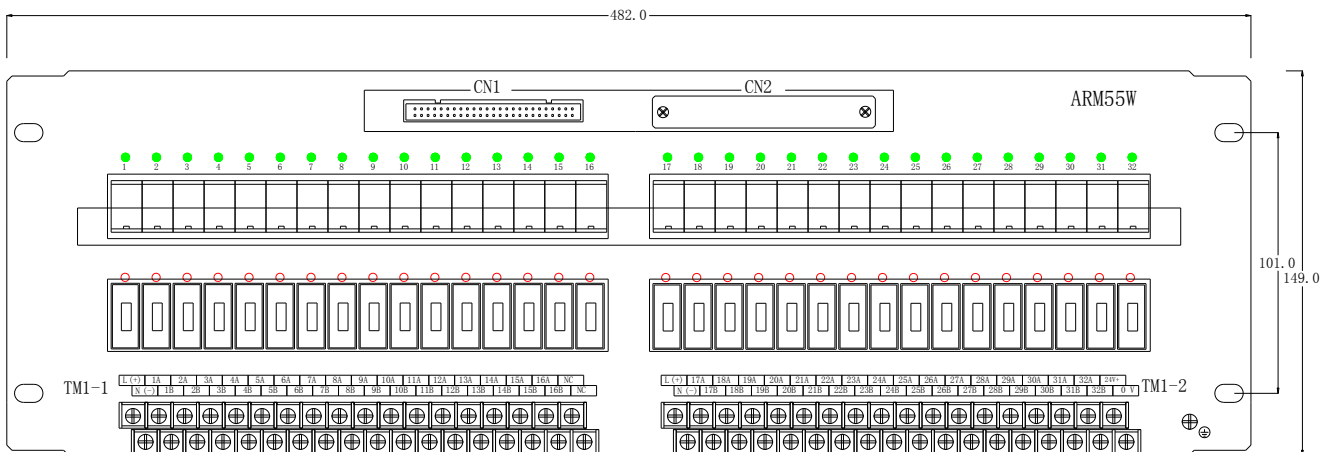 482.0
CN1 CN2
ARM55W
1 2 3 4 5 6 7 8 9 10 11 12 13 14 15 16 17 18 19 20 21 22 23 24 25 26 27 28 29 30 31 32
101.0
149.0
TM1-1
L(+) 1A 2A 3A 4A 5A 6A 7A 8A 9A 10A 11A 12A 13A 14A 15A 16A NC
N(-) 1B 2B 3B 4B 5B 6B 7B 8B 9B 10B 11B 12B 13B 14B 15B 16B NC
L(+) 17A 18A 19A 20A 21A 22A 23A 24A 25A 26A 27A 28A 29A 30A 31A 32A 24V+
N(-) 17B 18B 19B 20B 21B 22B 23B 24B 25B 26B 27B 28B 29B 30B 31B 32B 0 V
TM1-2